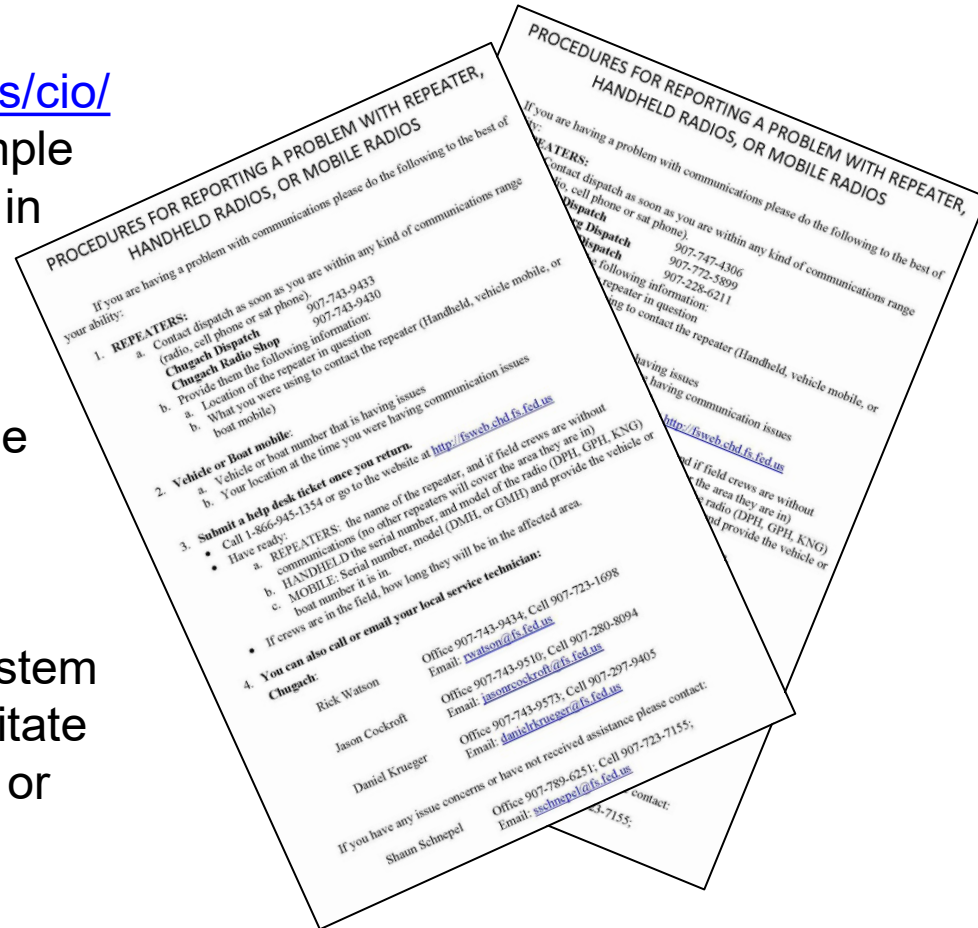 s/cio/
nple
in
e
stem
itate
or
PROCEDURES FOR REPORTING A PROBLEM WITH REPEATER,
HANDHELD RADIOS, OR MOBILE RADIOS
If you are having a problem with communications please do the following to the best of
your ability:
1. REPEATERS:
a. Contact dispatch as soon as you are within any kind of communications range
(radio, cell phone or sat phone).
Chugach Dispatch 907-743-9433
Chugach Radio Shop 907-743-9430
b. Provide them the following information:
a. Location of the repeater in question
b. What you were using to contact the repeater (Handheld, vehicle mobile, or
boat mobile)
2. Vehicle or Boat mobile:
a. Vehicle or boat number that is having issues
b. Your location at the time you were having communication issues
3. Submit a help desk ticket once you return.
• Call 1-866-945-1354 or go to the website at http://fsweb.chd.fs.fed.us
• Have ready:
a. REPEATERS: the name of the repeater, and if field crews are without
communications (no other repeaters will cover the area they are in)
b. HANDHELD the serial number, and model of the radio (DPH, GPH, KNG)
c. MOBILE: Serial number, model (DMH, or GMH) and provide the vehicle or
boat number it is in.
• If crews are in the field, how long they will be in the affected area.
4. You can also call or email your local service technician:
Chugach:
Rick Watson Office 907-743-9434; Cell 907-723-1698
Email: rwatson@fs.fed.us
Jason Cockroft Office 907-743-9510; Cell 907-280-8094
Email: jasonrcockroft@fs.fed.us
Daniel Krueger Office 907-743-9573; Cell 907-297-9405
Email: danielrkrueger@fs.fed.us
If you have any issue concerns or have not received assistance please contact:
Shaun Schnepel Office 907-789-6251; Cell 907-723-7155;
Email: sschnepel@fs.fed.us
PROCEDURES FOR REPORTING A PROBLEM WITH REPEATER,
HANDHELD RADIOS, OR MOBILE RADIOS
If you are having a problem with communications please do the following to the best of
ity:
EATERS:
Contact dispatch as soon as you are within any kind of communications range
io, cell phone or sat phone).
Dispatch 907-747-4306
rg Dispatch 907-772-5899
Dispatch 907-228-6211
e following information:
repeater in question
ing to contact the repeater (Handheld, vehicle mobile, or
having issues
e having communication issues
http://fsweb.chd.fs.fed.us
nd if field crews are without
the area they are in)
radio (DPH, GPH, KNG)
and provide the vehicle or
contact:
23-7155;